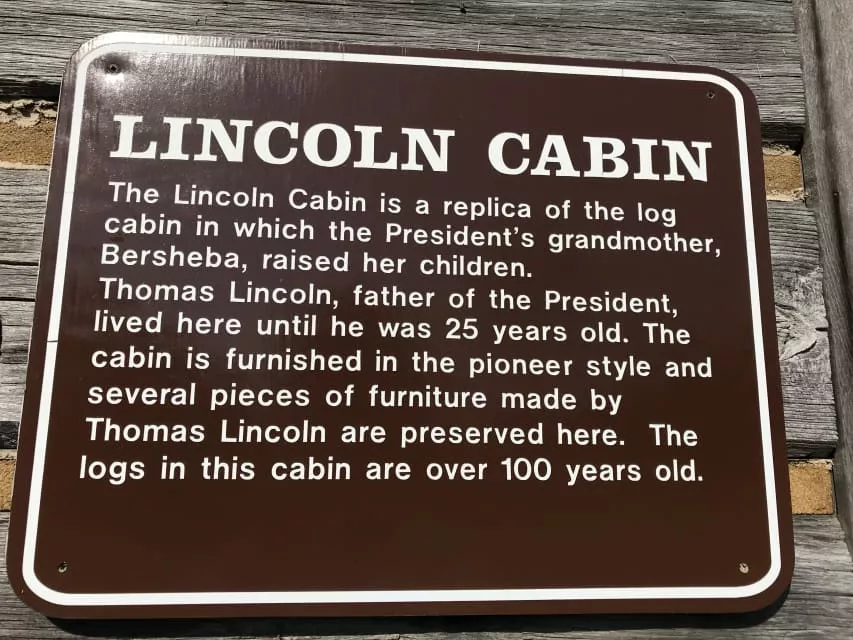 LINCOLN CABIN
The Lincoln Cabin is a replica of the log
cabin in which the President's grandmother,
Bersheba, raised her children.
Thomas Lincoln, father of the President,
lived here until he was 25 years old. The
cabin is furnished in the pioneer style and
several pieces of furniture made by
Thomas Lincoln are preserved here. The
logs in this cabin are over 100 years old.